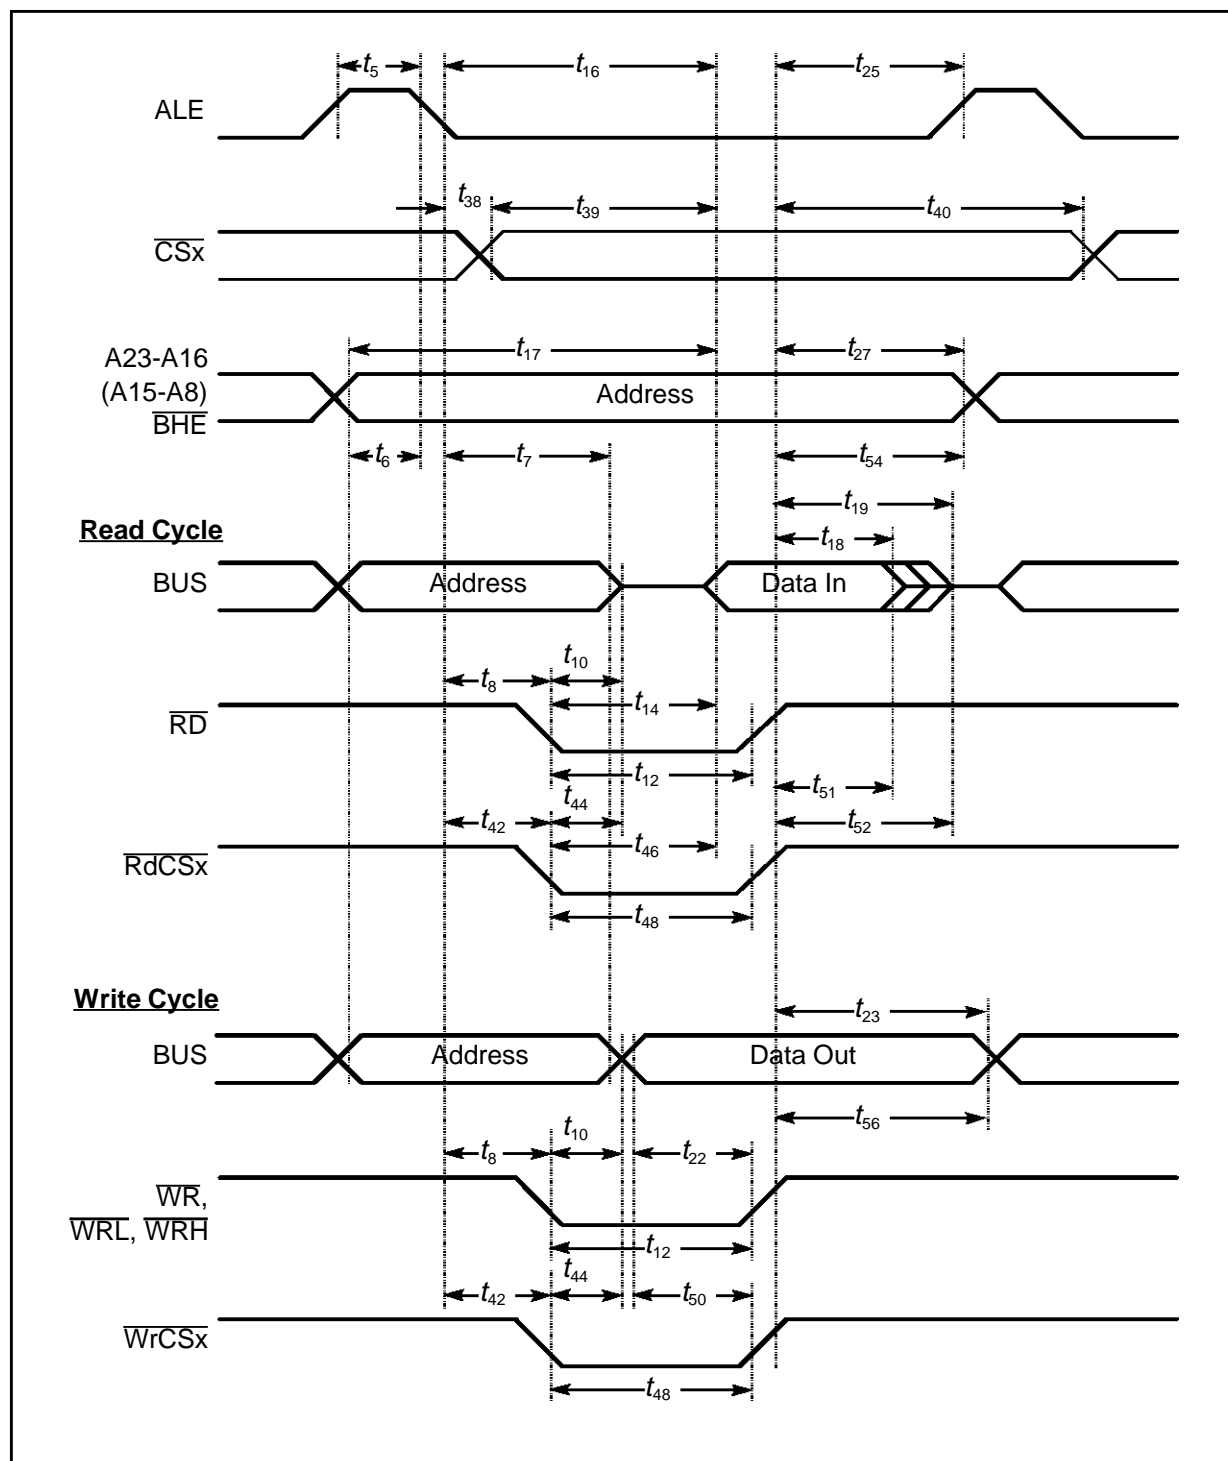 t5 t16 t25
ALE
t38 t39 t40
CSx
t17 t27
A23-A16
(A15-A8)
BHE
Address
t6 t7 t54
t19
Read Cycle
t18
BUS Address Data In
t10
t8
t14
RD
t12
t51
t44
t42
t52
t46
RdCSx
t48
Write Cycle
t23
BUS Address Data Out
t56
t10
t8 t22
WR,
WRL, WRH
t12
t44
t42 t50
WrCSx
t48